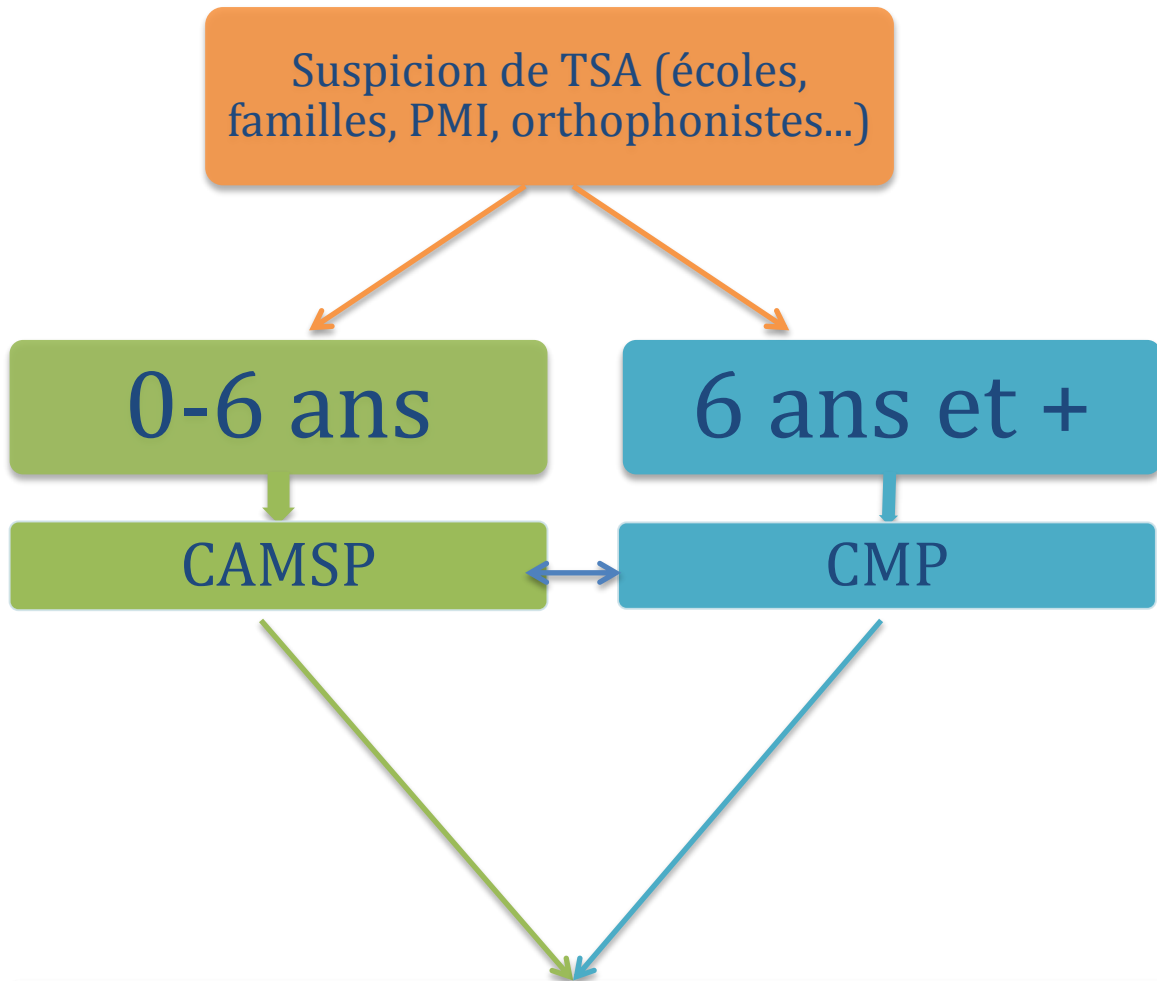 Suspicion de TSA (écoles,
familles, PMI, orthophonistes...)
0-6 ans
6 ans et +
CAMSP
CMP